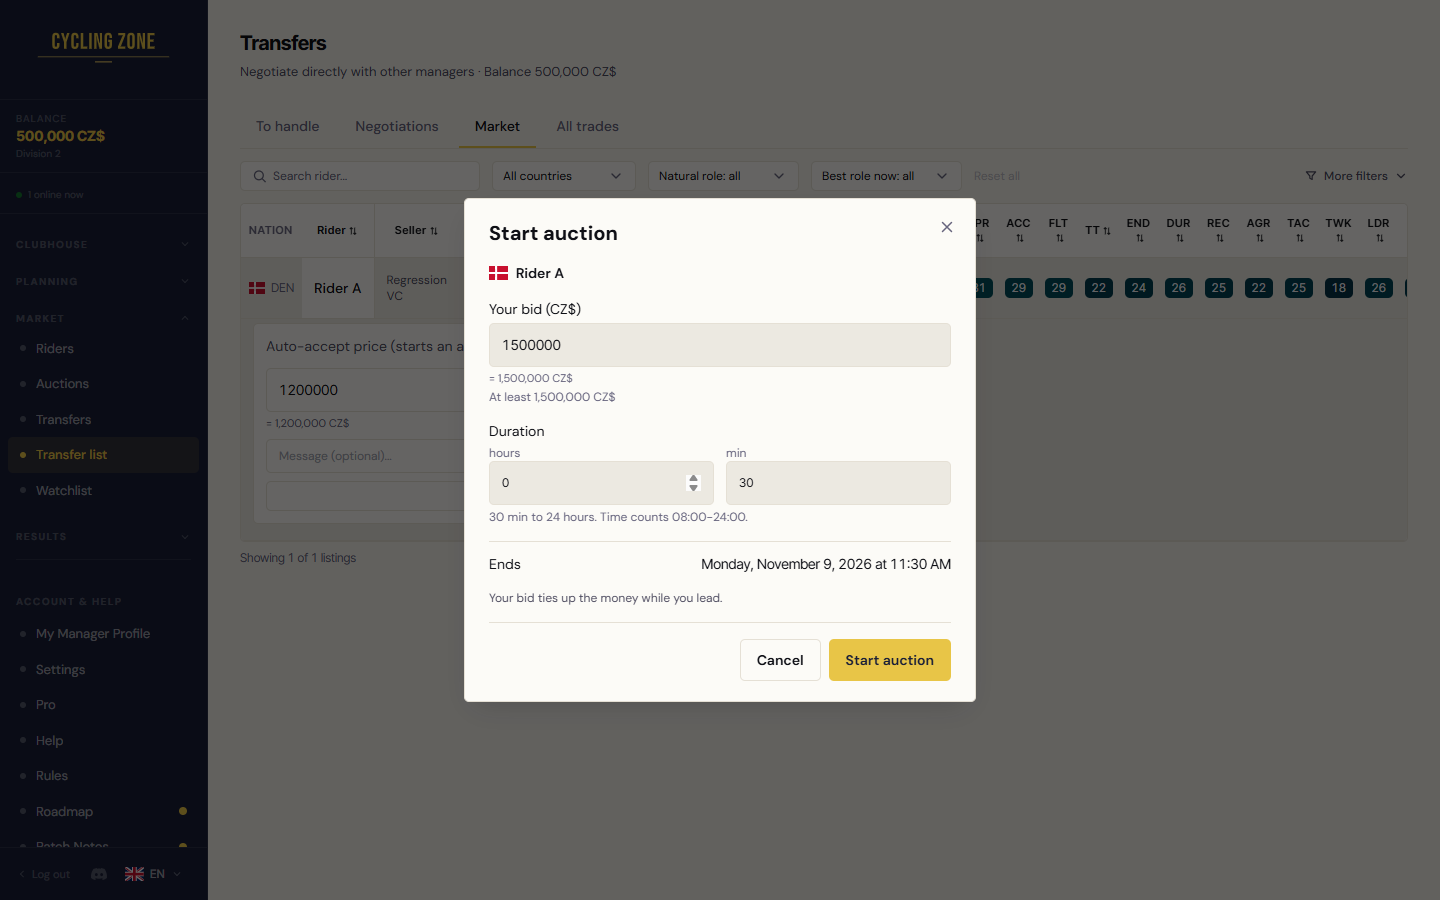 CYCLING ZONE
BALANCE
500,000 CZ$
Division 2
1 online now
CLUBHOUSE
PLANNING
MARKET
Riders
Auctions
Transfers
Transfer list
Watchlist
RESULTS
ACCOUNT & HELP
My Manager Profile
Settings
Pro
Help
Rules
Roadmap
Patch Notes
Log out
EN
Transfers
Negotiate directly with other managers · Balance 500,000 CZ$
To handle Negotiations Market All trades
Search rider... All countries Natural role: all Best role now: all Reset all More filters
NATION Rider Seller PR ACC FLT TT END DUR REC AGR TAC TWK LDR
DEN Rider A Regression VC 31 29 29 22 24 26 25 22 25 18 26
Auto-accept price (starts an a
1200000
= 1,200,000 CZ$
Message (optional)...
Showing 1 of 1 listings
Start auction
Rider A
Your bid (CZ$)
1500000
= 1,500,000 CZ$
At least 1,500,000 CZ$
Duration
hours min
0 30
30 min to 24 hours. Time counts 08:00–24:00.
Ends Monday, November 9, 2026 at 11:30 AM
Your bid ties up the money while you lead.
Cancel Start auction